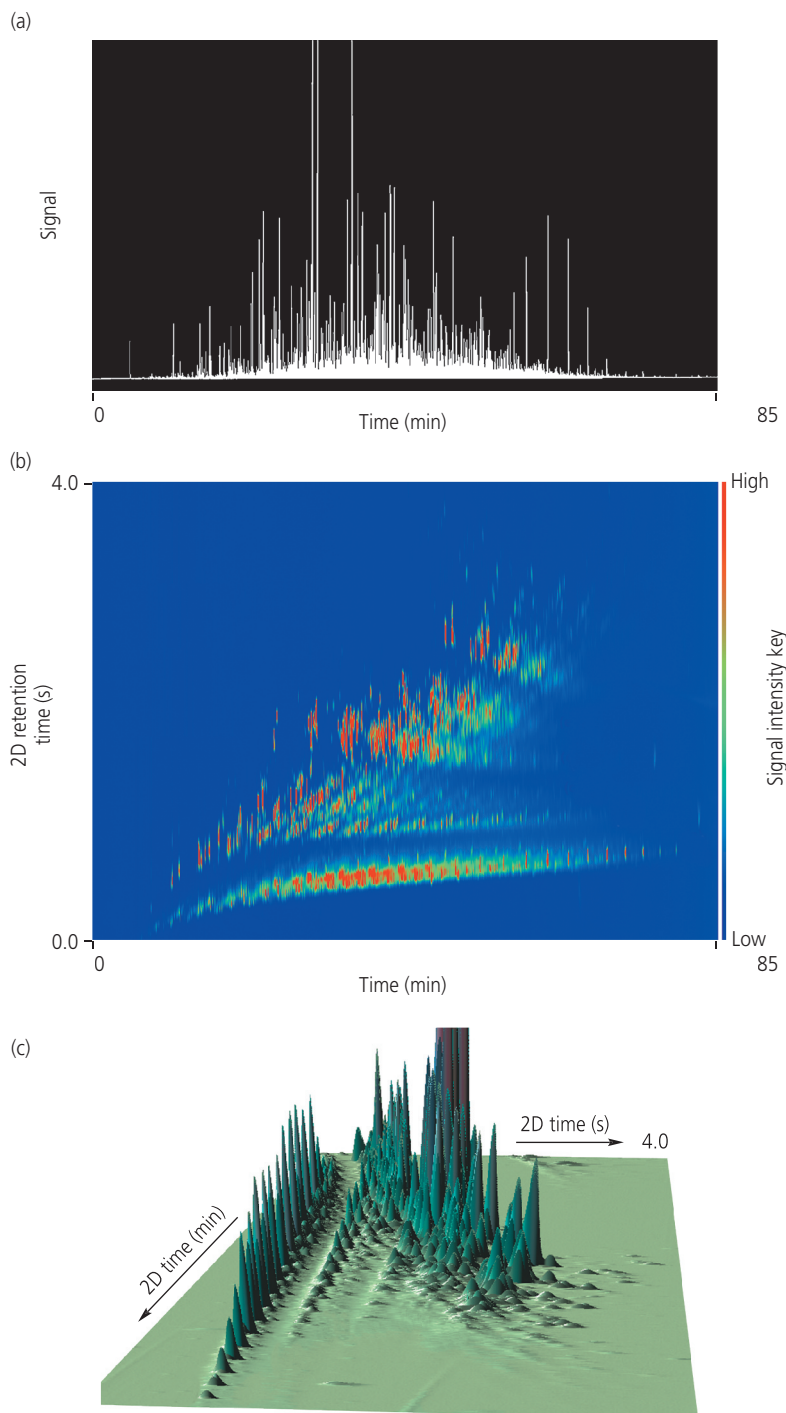 (a)
Signal
0
85
Time (min)
(b)
4.0
High
2D retention
time (s)
Signal intensity key
0.0
Low
0
85
Time (min)
(c)
2D time (s)
4.0
2D time (min)